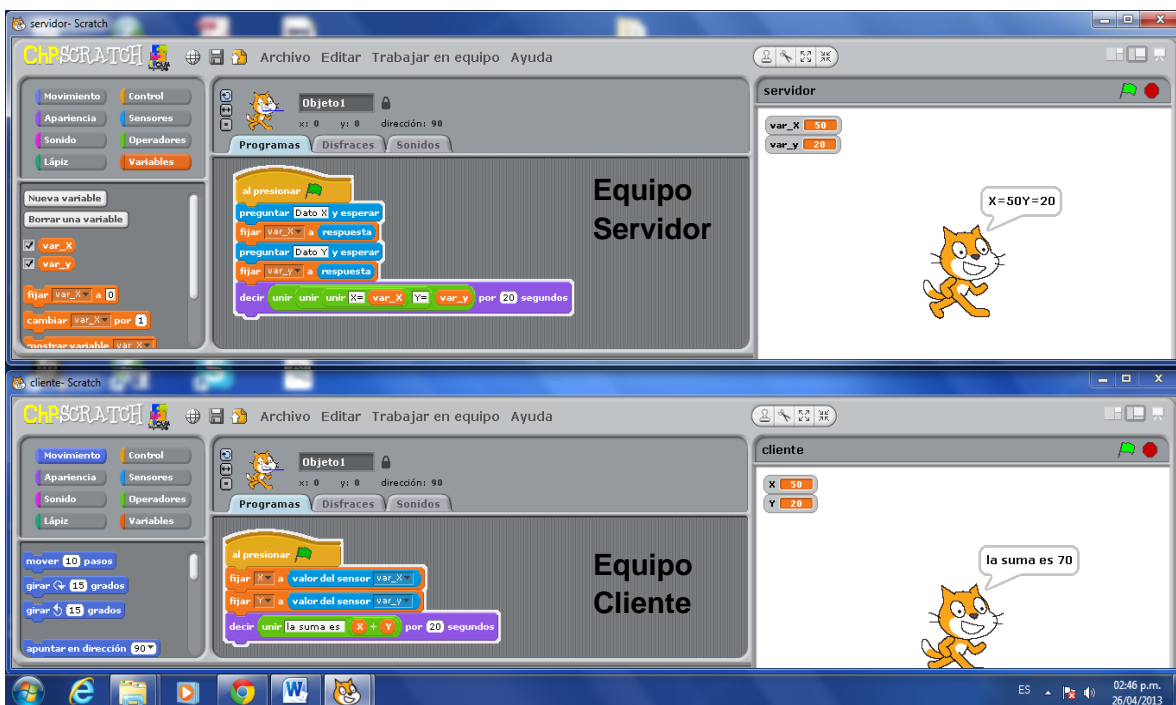 servidor- Scratch
ChP SCRATCH Archivo Editar Trabajar en equipo Ayuda
Movimiento Control
Apariencia Sensores
Sonido Operadores
Lápiz Variables
Nueva variable
Borrar una variable
var_X
var_y
fijar var_X a 0
cambiar var_X por 1
mostrar variable var X
Objeto1
x: 0 y: 0 dirección: 90
Programas Disfraces Sonidos
al presionar
preguntar Dato X y esperar
fijar var_X a respuesta
preguntar Dato Y y esperar
fijar var_y a respuesta
decir unir unir unir X= var_X Y= var_y por 20 segundos
Equipo
Servidor
servidor
var_X 50
var_y 20
X=50Y=20
cliente- Scratch
ChP SCRATCH Archivo Editar Trabajar en equipo Ayuda
Movimiento Control
Apariencia Sensores
Sonido Operadores
Lápiz Variables
mover 10 pasos
girar 15 grados
girar 15 grados
apuntar en dirección 90
Objeto1
x: 0 y: 0 dirección: 90
Programas Disfraces Sonidos
al presionar
fijar X a valor del sensor var_X
fijar Y a valor del sensor var_y
decir unir la suma es X + Y por 20 segundos
Equipo
Cliente
cliente
X 50
Y 20
la suma es 70
ES 02:46 p.m.
26/04/2013